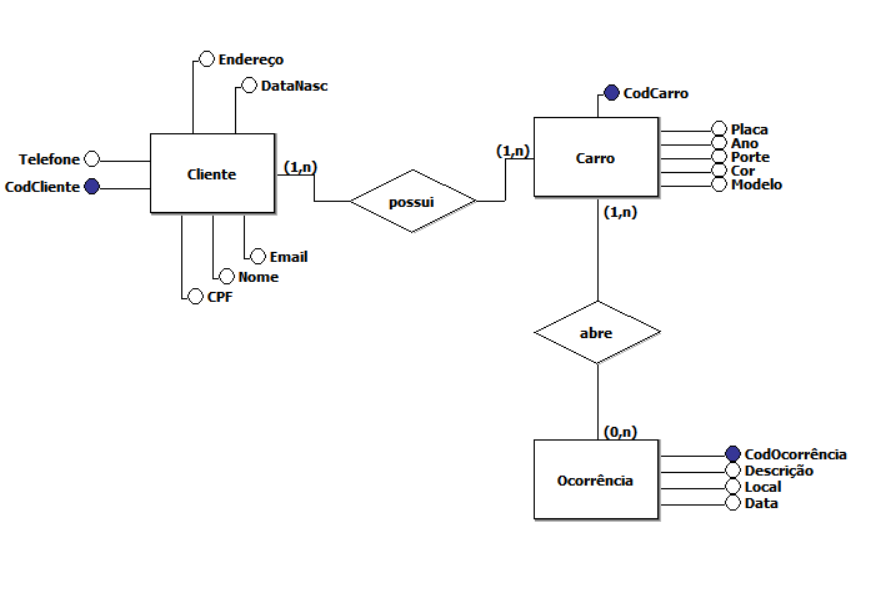 Endereço
DataNasc
Telefone
CodCliente
Cliente
(1,n)
possui
Email
Nome
CPF
(1,n)
CodCarro
Carro
Placa
Ano
Porte
Cor
Modelo
(1,n)
abre
(0,n)
Ocorrência
CodOcorrência
Descrição
Local
Data